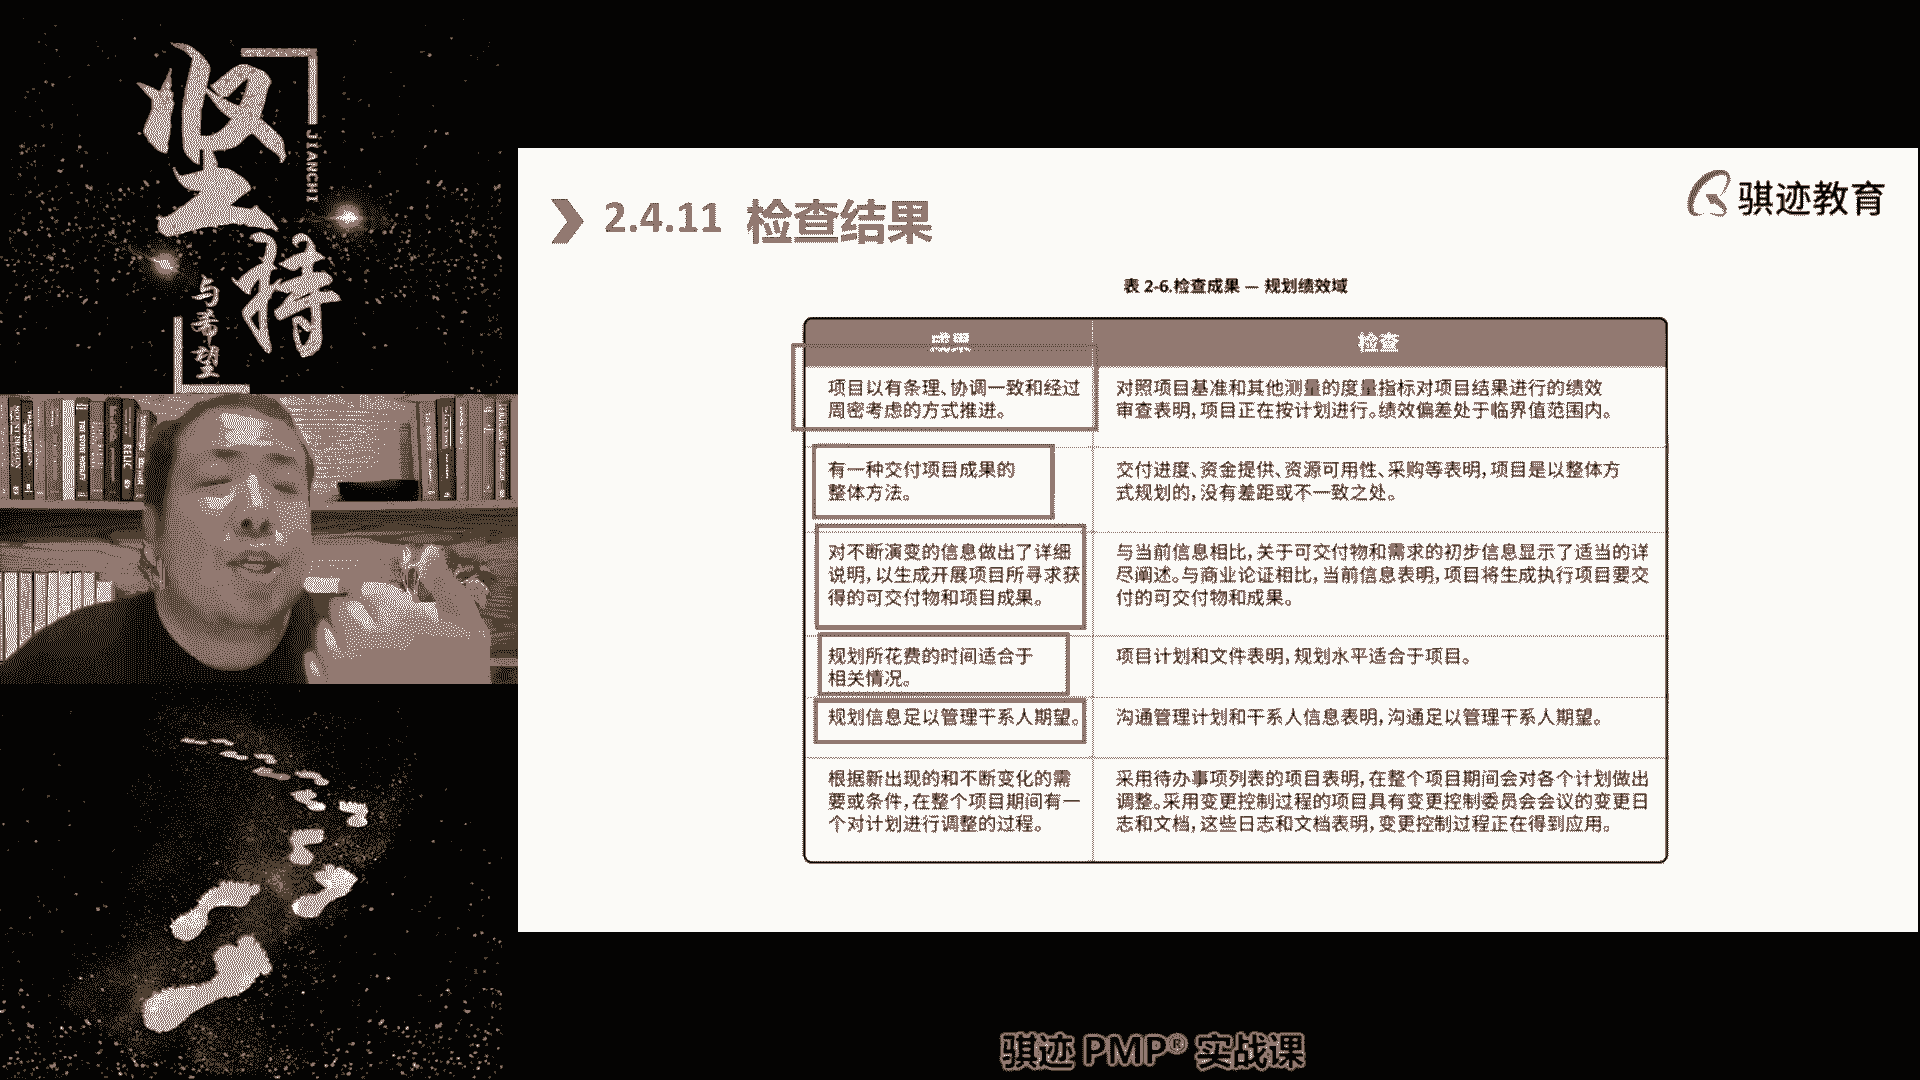 坚持
JIANCHI
与希望
骐迹教育
2.4.11 检查结果
表 2-6.检查成果 — 规划绩效域
成果
检查
项目以有条理、协调一致和经过
周密考虑的方式推进。
对照项目基准和其他测量的度量指标对项目结果进行的绩效
审查表明，项目正在按计划进行。绩效偏差处于临界值范围内。
有一种交付项目成果的
整体方法。
交付进度、资金提供、资源可用性、采购等表明，项目是以整体方
式规划的，没有差距或不一致之处。
对不断演变的信息做出了详细
说明，以生成开展项目所寻求获
得的可交付物和项目成果。
与当前信息相比，关于可交付物和需求的初步信息显示了适当的详
尽阐述。与商业论证相比，当前信息表明，项目将生成执行项目要交
付的可交付物和成果。
规划所花费的时间适合于
相关情况。
项目计划和文件表明，规划水平适合于项目。
规划信息足以管理干系人期望。
沟通管理计划和干系人信息表明，沟通足以管理干系人期望。
根据新出现的和不断变化的需
要或条件，在整个项目期间有一
个对计划进行调整的过程。
采用待办事项列表的项目表明，在整个项目期间会对各个计划做出
调整。采用变更控制过程的项目具有变更控制委员会会议的变更日
志和文档，这些日志和文档表明，变更控制过程正在得到应用。
骐迹 PMP® 实战课